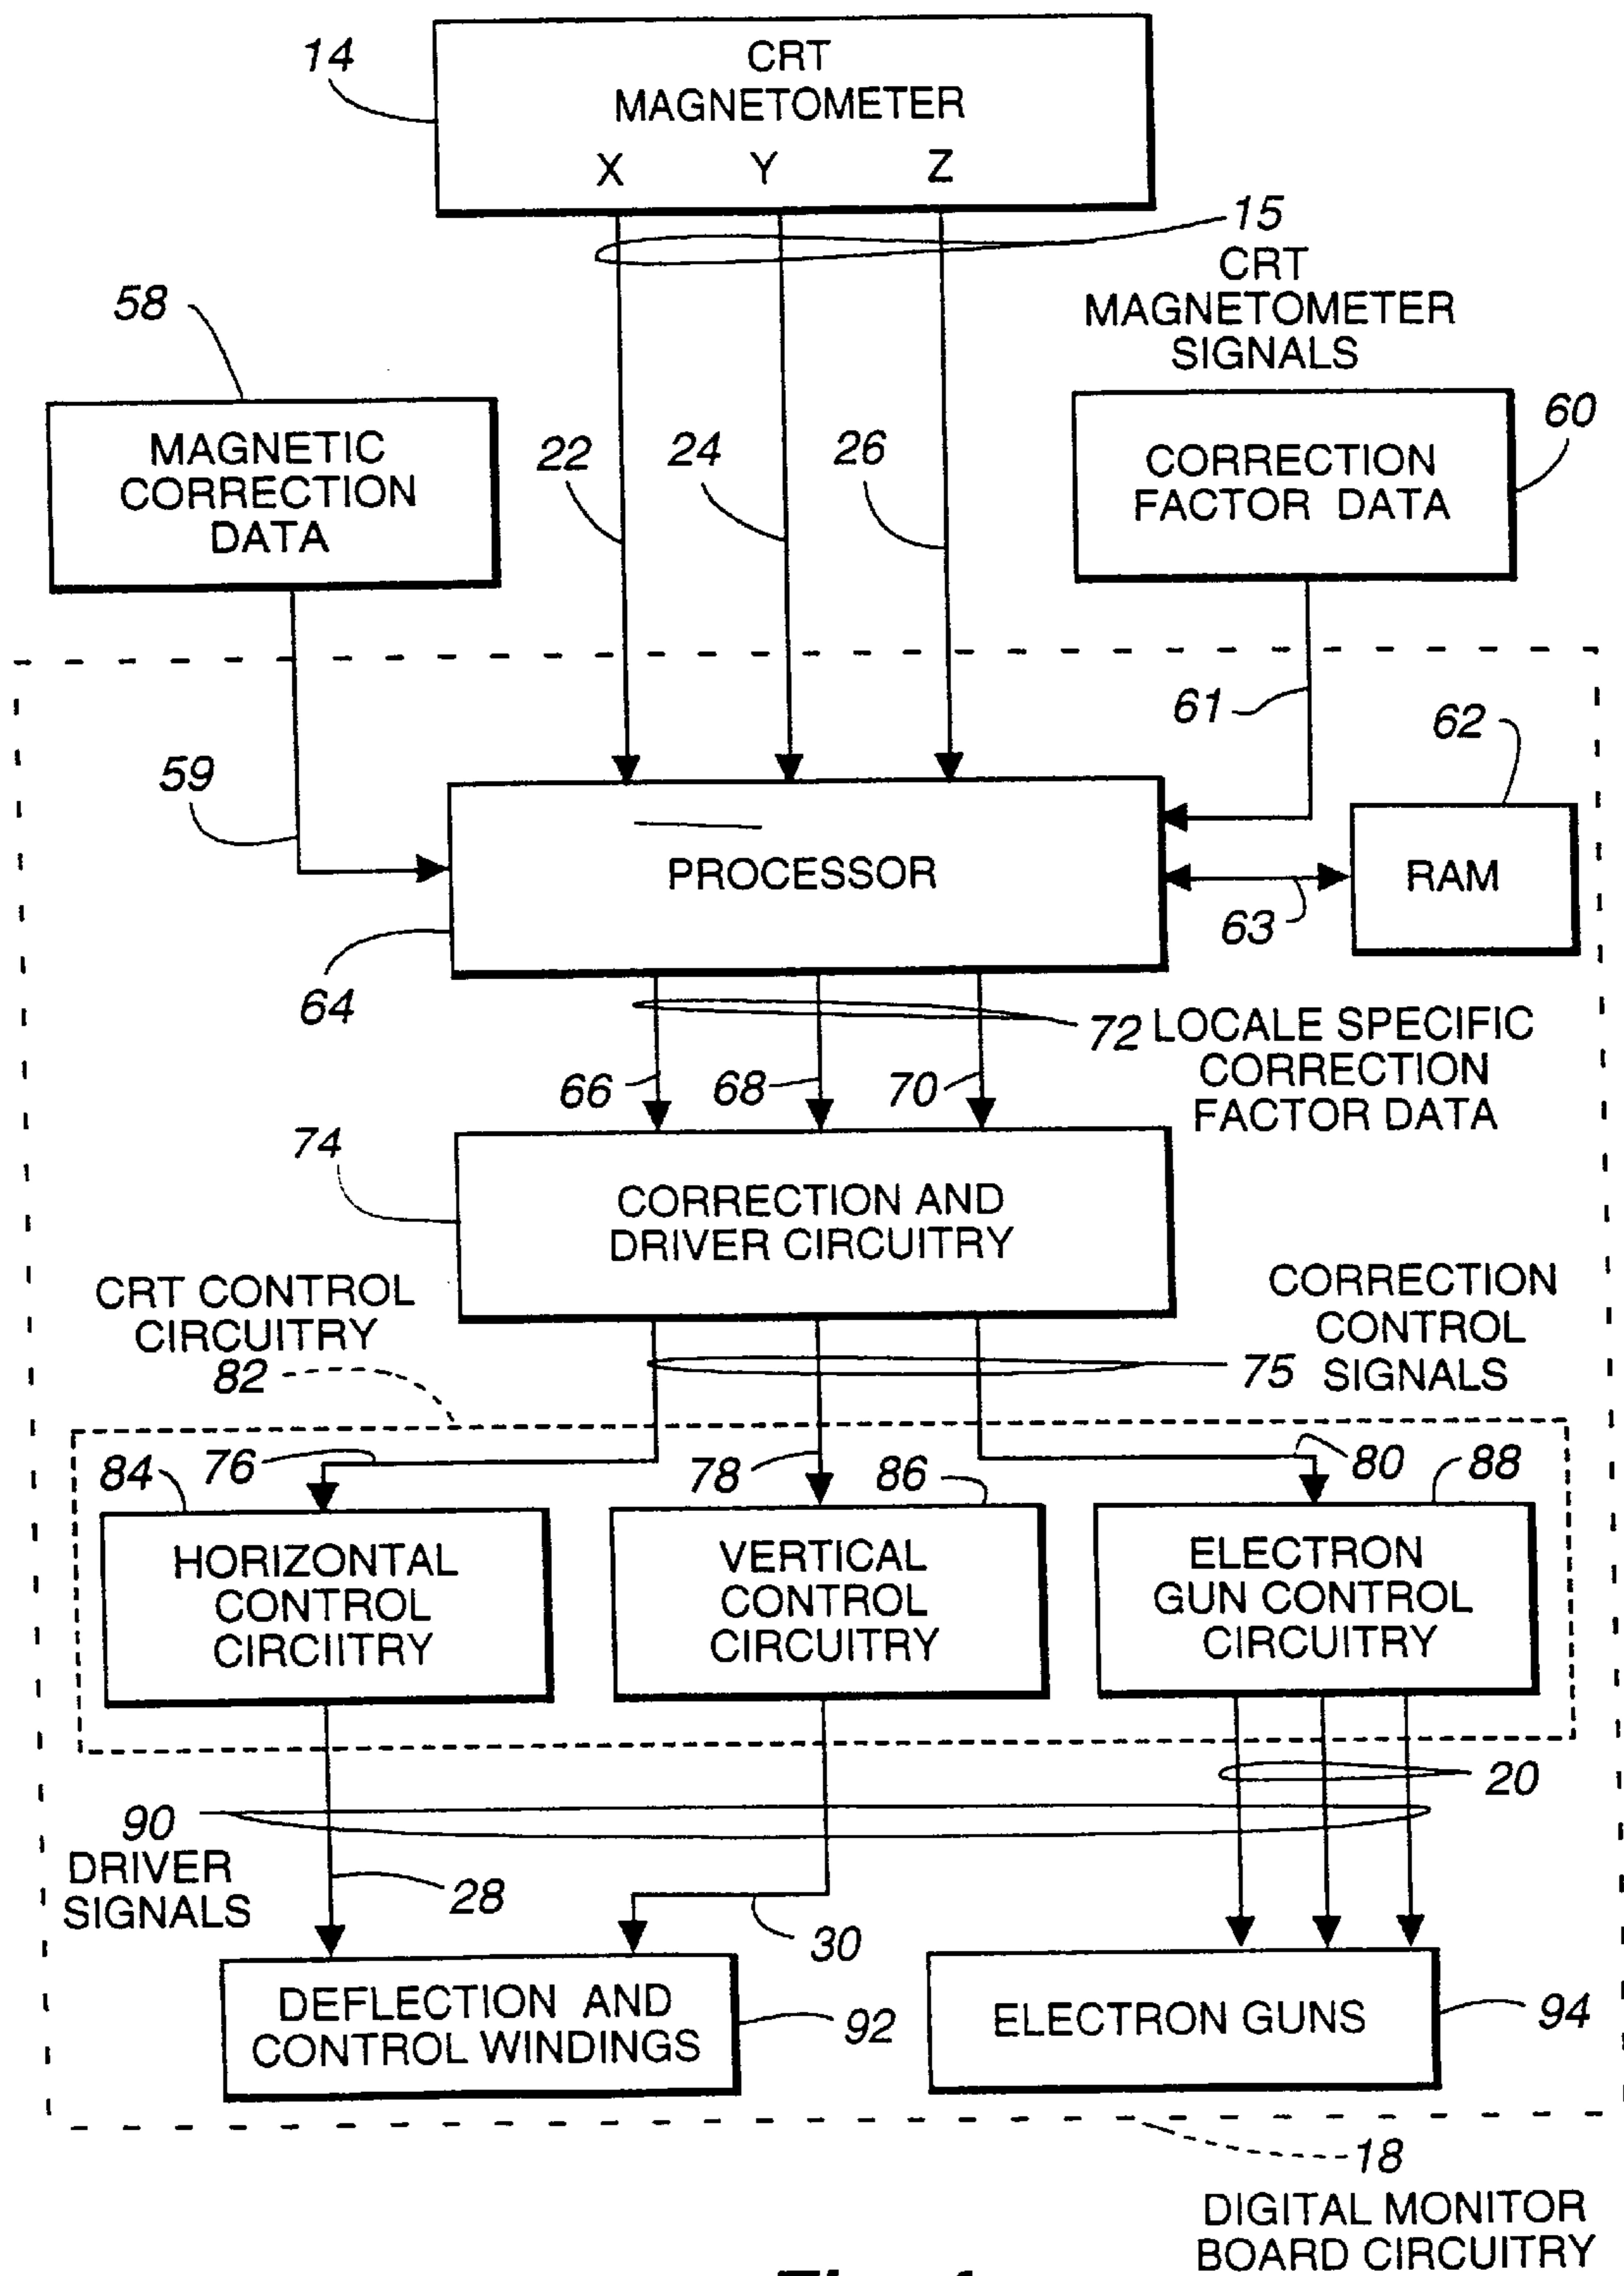 14
CRT
MAGNETOMETER
X Y Z
15
CRT
MAGNETOMETER
SIGNALS
58
MAGNETIC
CORRECTION
DATA
22
24
26
60
CORRECTION
FACTOR DATA
61
62
59
PROCESSOR
RAM
63
64
72 LOCALE SPECIFIC
CORRECTION
FACTOR DATA
66
68
70
74
CORRECTION AND
DRIVER CIRCUITRY
CRT CONTROL
CIRCUITRY
82
CORRECTION
CONTROL
75 SIGNALS
84
76
78
86
80
88
HORIZONTAL
CONTROL
CIRCIITRY
VERTICAL
CONTROL
CIRCUITRY
ELECTRON
GUN CONTROL
CIRCUITRY
20
90
DRIVER
SIGNALS
28
30
DEFLECTION AND
CONTROL WINDINGS
92
ELECTRON GUNS
94
18
DIGITAL MONITOR
BOARD CIRCUITRY